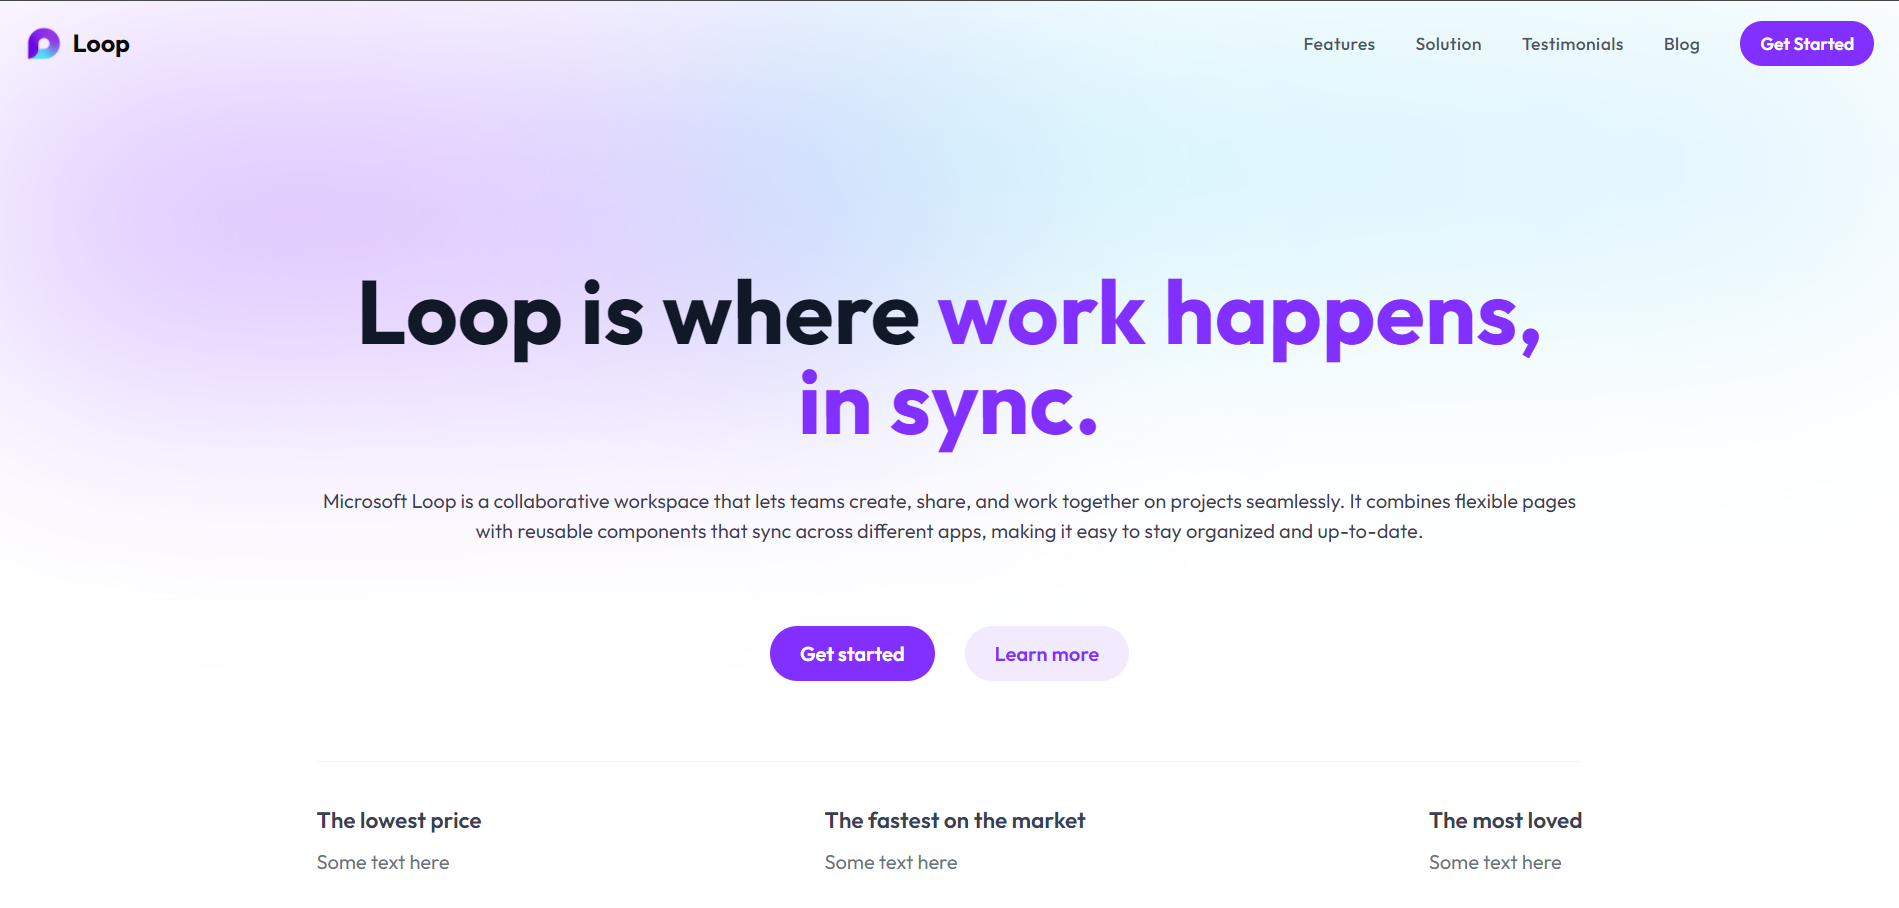 Loop
Features
Solution
Testimonials
Blog
Get Started
Loop is where work happens,
in sync.
Microsoft Loop is a collaborative workspace that lets teams create, share, and work together on projects seamlessly. It combines flexible pages
with reusable components that sync across different apps, making it easy to stay organized and up-to-date.
Get started
Learn more
The lowest price
Some text here
The fastest on the market
Some text here
The most loved
Some text here